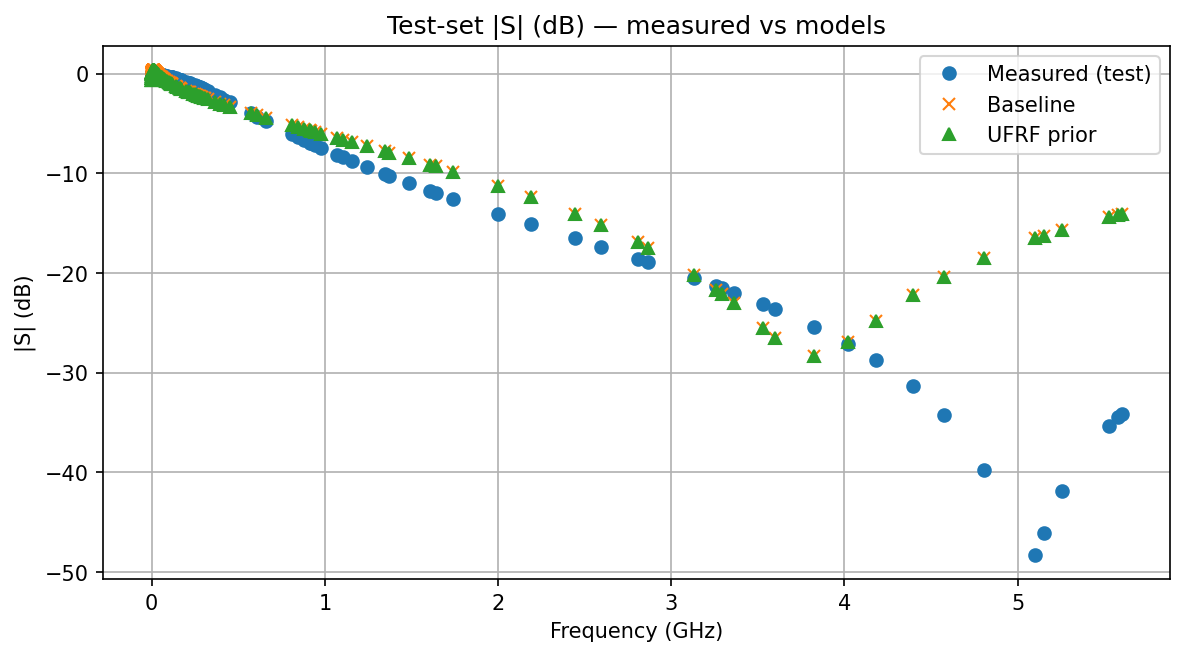 Test-set |S| (dB) — measured vs models
Measured (test)
Baseline
UFRF prior
|S| (dB)
0
−10
−20
−30
−40
−50
0 1 2 3 4 5
Frequency (GHz)